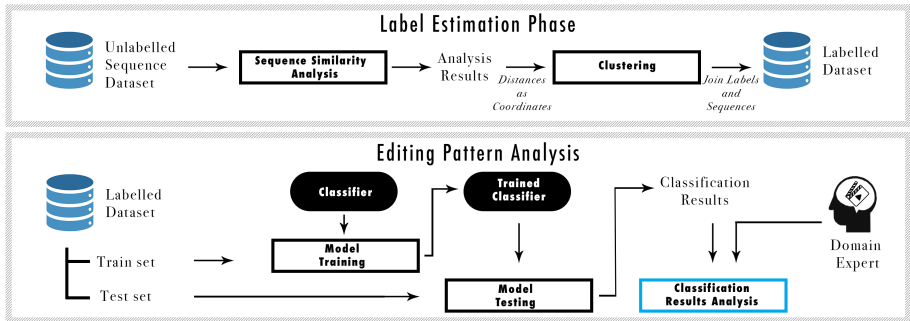 Label Estimation Phase
Unlabelled
Sequence
Dataset
Sequence Similarity
Analysis
Analysis
Results
Distances
as
Coordinates
Clustering
Join Labels
and
Sequences
Labelled
Dataset
Editing Pattern Analysis
Labelled
Dataset
Train set
Test set
Classifier
Model
Training
Trained
Classifier
Model
Testing
Classification
Results
Classification
Results Analysis
Domain
Expert